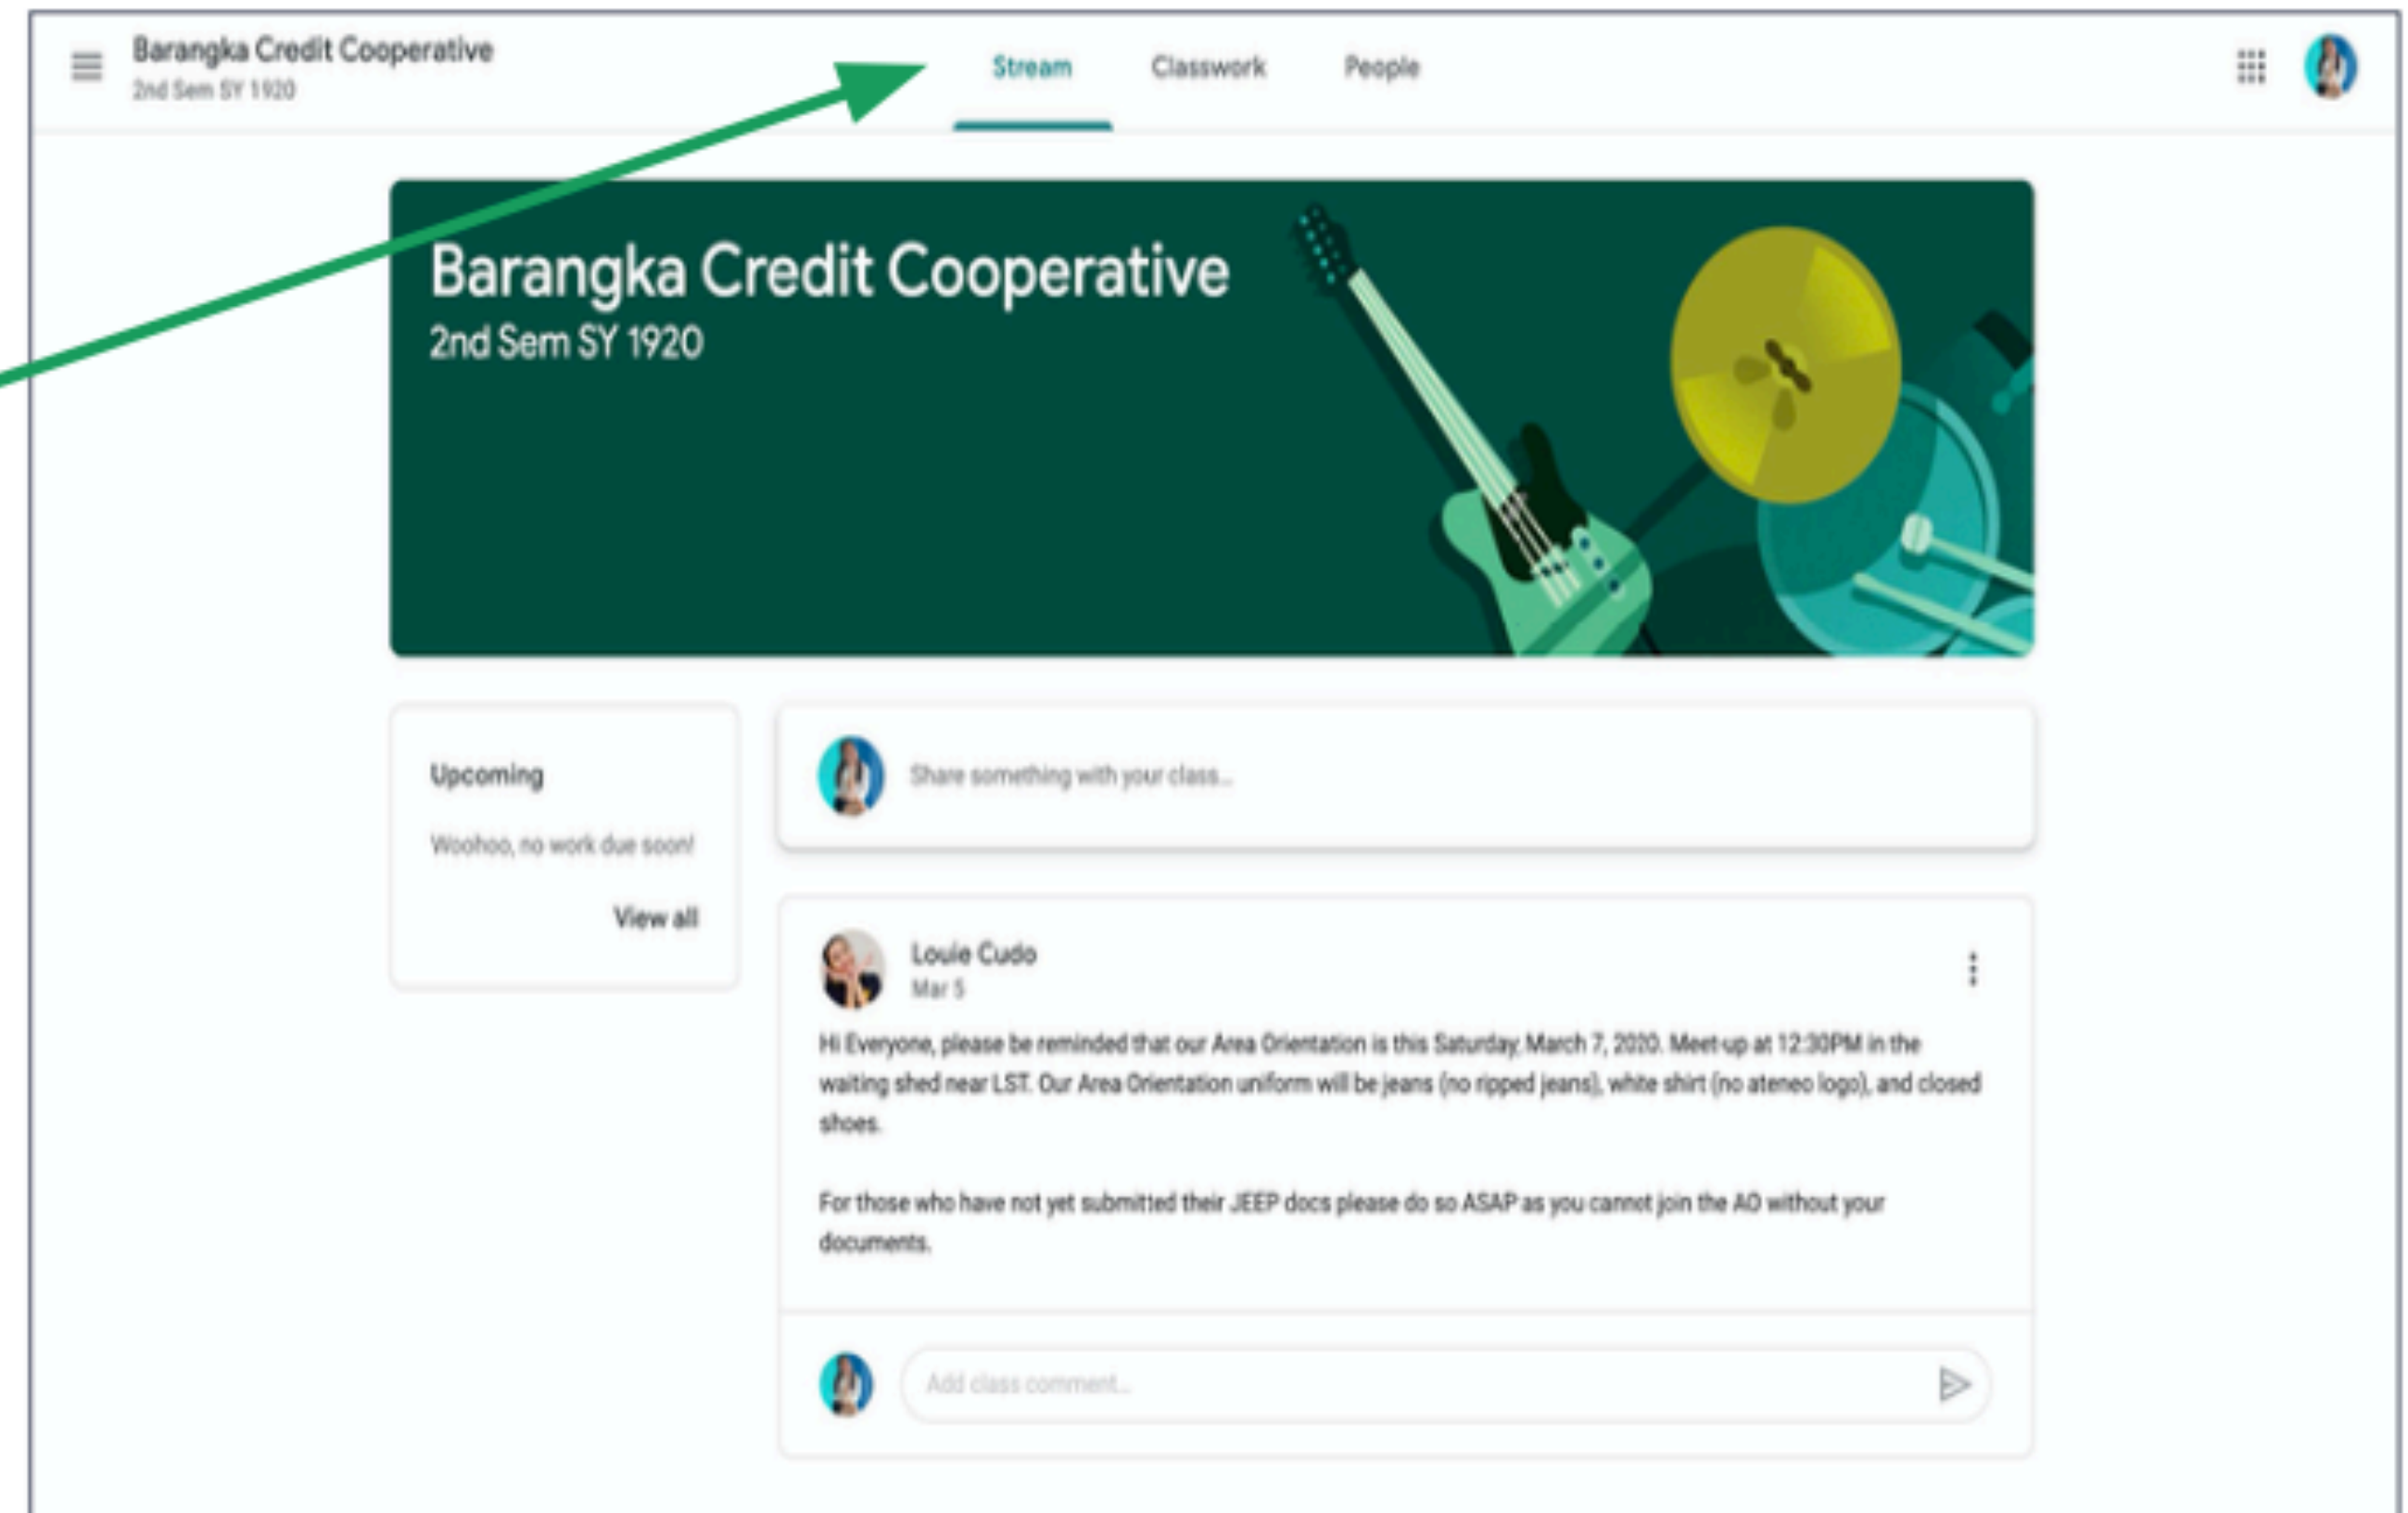 Barangka Credit Cooperative
2nd Sem SY 1920
Stream
Classwork
People
Barangka Credit Cooperative
2nd Sem SY 1920
Upcoming
Woohoo, no work due soon!
View all
Share something with your class...
Louie Cudo
Mar 5
Hi Everyone, please be reminded that our Area Orientation is this Saturday, March 7, 2020. Meet-up at 12:30PM in the
waiting shed near LST. Our Area Orientation uniform will be jeans (no ripped jeans), white shirt (no ateneo logo), and closed
shoes.
For those who have not yet submitted their JEEP docs please do so ASAP as you cannot join the AO without your
documents.
Add class comment...